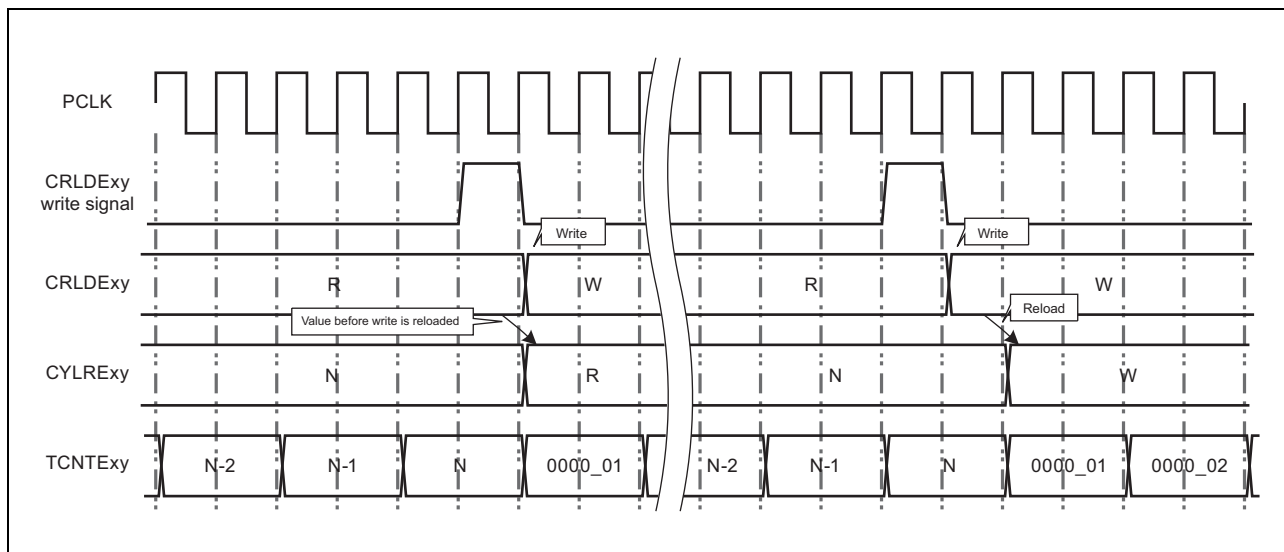 PCLK
CRLDExy
write signal
Write
Write
CRLDExy
R
W
R
W
Value before write is reloaded
Reload
CYLRExy
N
R
N
W
TCNTExy
N-2
N-1
N
0000_01
N-2
N-1
N
0000_01
0000_02